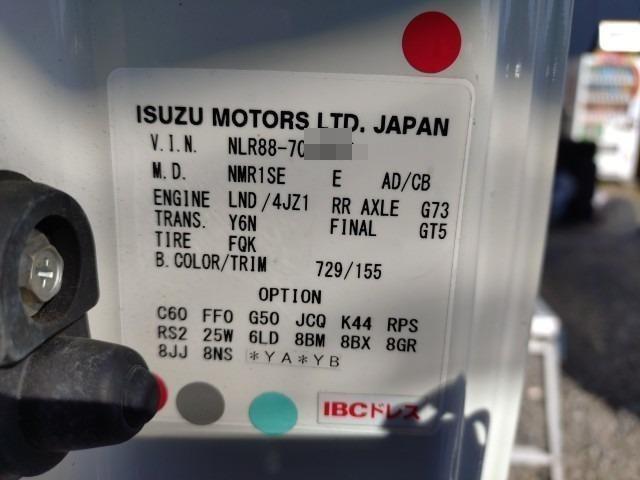 ISUZU MOTORS LTD. JAPAN
V.I.N. NLR88-70
M.D. NMR1SE E AD/CB
ENGINE LND/4JZ1 RR AXLE G73
TRANS. Y6N FINAL GT5
TIRE FQK
B.COLOR/TRIM 729/155
OPTION
C60 FF0 G50 JCQ K44 RPS
RS2 25W 6LD 8BM 8BX 8GR
8JJ 8NS *YA*YB
IBCドレス